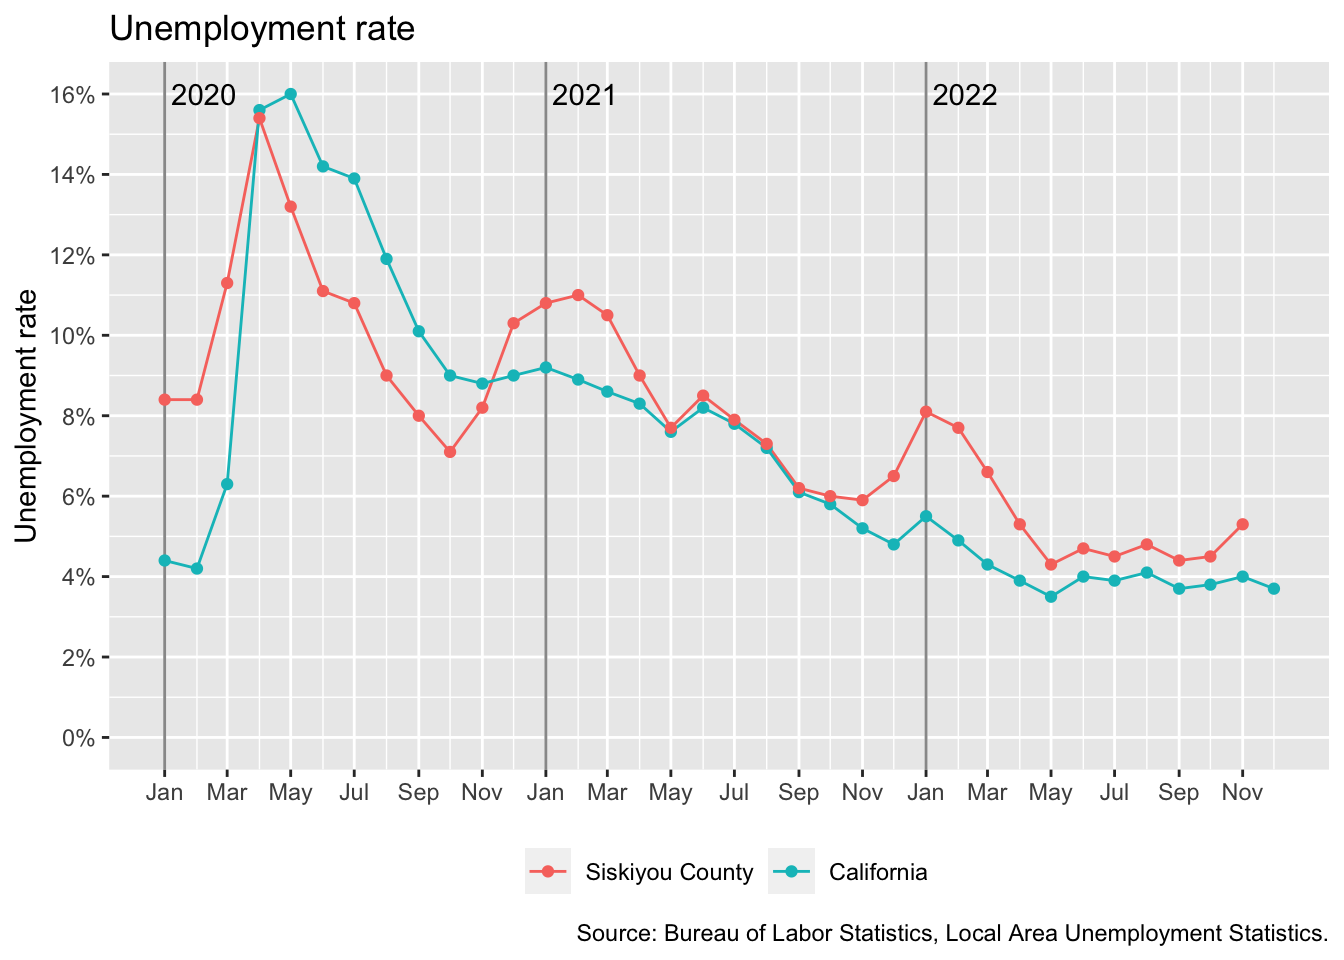 Unemployment rate
Unemployment rate
16%
14%
12%
10%
8%
6%
4%
2%
0%
2020 2021 2022
Jan Mar May Jul Sep Nov Jan Mar May Jul Sep Nov Jan Mar May Jul Sep Nov
Siskiyou County California
Source: Bureau of Labor Statistics, Local Area Unemployment Statistics.